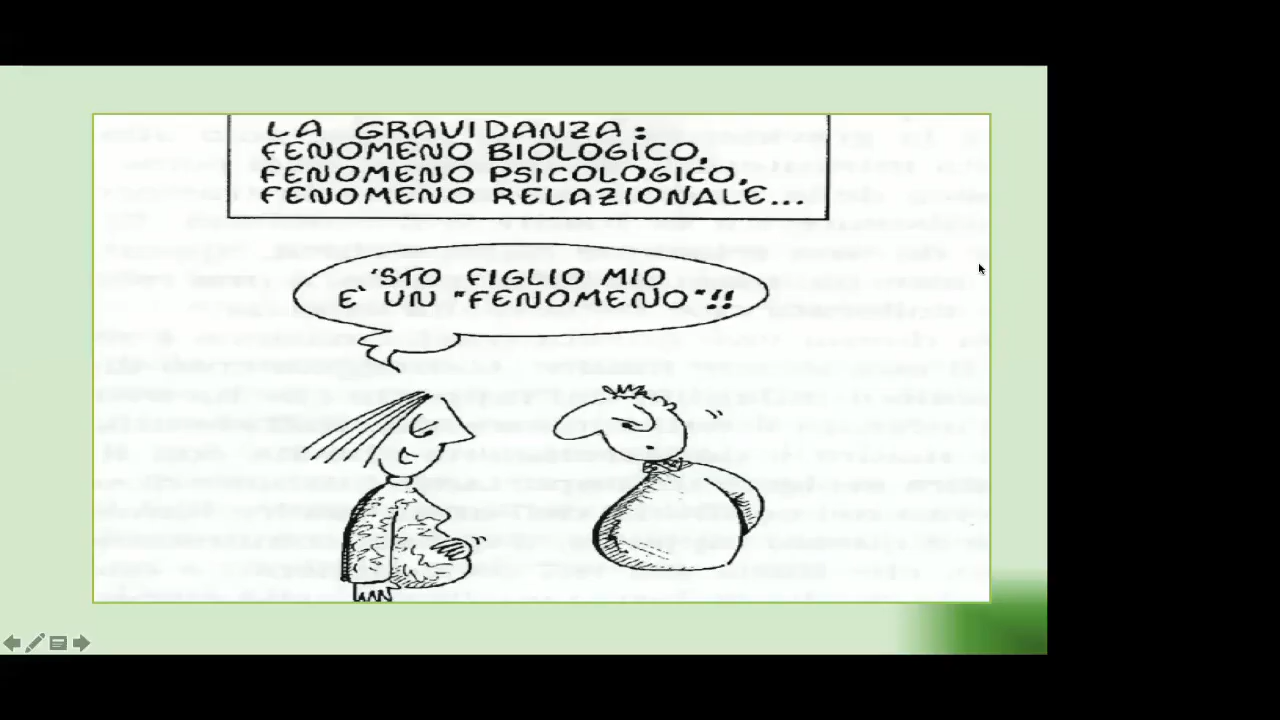 LA GRAVIDANZA:
FENOMENO BIOLOGICO,
FENOMENO PSICOLOGICO,
FENOMENO RELAZIONALE...
'STO FIGLIO MIO
E' UN "FENOMENO"!!